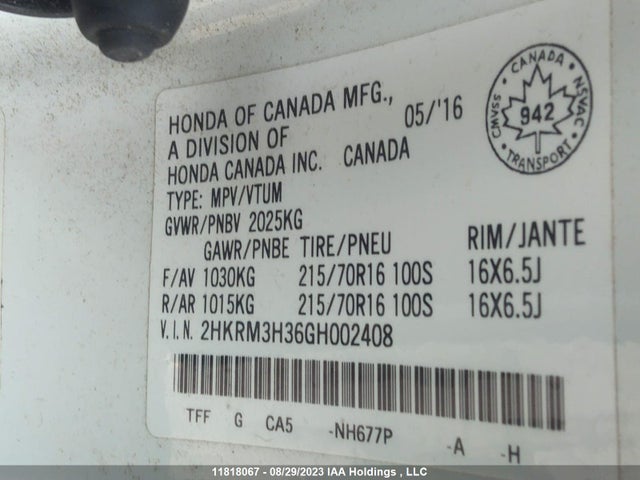 HONDA OF CANADA MFG., 05/'16
A DIVISION OF
HONDA CANADA INC. CANADA
TYPE: MPV/VTUM
GVWR/PNBV 2025KG
GAWR/PNBE TIRE/PNEU RIM/JANTE
F/AV 1030KG 215/70R16 100S 16X6.5J
R/AR 1015KG 215/70R16 100S 16X6.5J
V.I.N. 2HKRM3H36GH002408
TFF G CA5 -NH677P -A -H
CANADA
CMVSS 942 NSVAC
TRANSPORT
11818067 - 08/29/2023 IAA Holdings , LLC